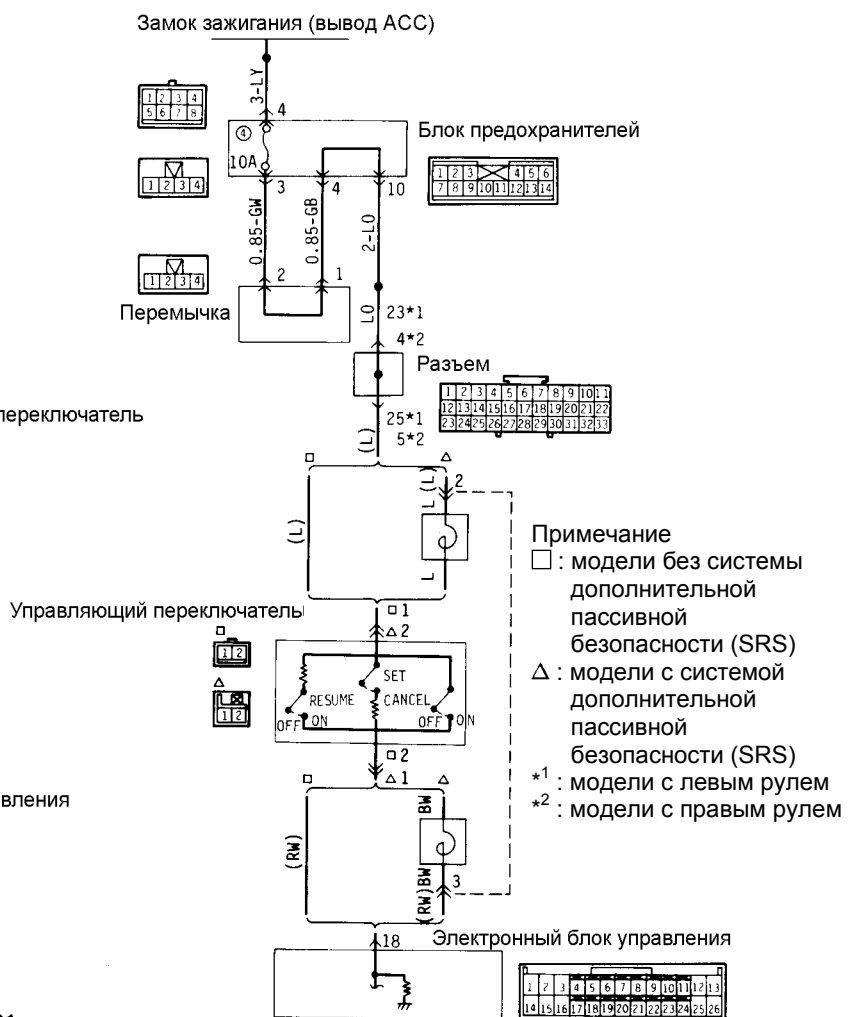 Замок зажигания (вывод АСС)
3-LY
4
1 2 3 4
5 6 7 8
④
10A
Блок предохранителей
1 2 3 4
3
4
10
1 2 3 4 5 6
7 8 9 10 11 12 13 14
0.85-GW
0.85-GB
2-LO
1 2 3 4
2
1
Перемычка
LO
23*1
4*2
Разъем
1 2 3 4 5 6 7 8 9 10 11
12 13 14 15 16 17 18 19 20 21 22
23 24 25 26 27 28 29 30 31 32 33
переключатель
25*1
5*2
(L)
□
△
(L)
L (L)
2
L
Примечание
□ : модели без системы
дополнительной
пассивной
безопасности (SRS)
△ : модели с системой
дополнительной
пассивной
безопасности (SRS)
*1 : модели с левым рулем
*2 : модели с правым рулем
Управляющий переключатель
□ 1
△ 2
□
1 2
△
1 2
SET
RESUME
CANCEL
OFF
ON
OFF
ON
□ 2
△ 1
□
△
вления
BW
(RW)
(RW) BW
3
18
Электронный блок управления
1 2 3 4 5 6 7 8 9 10 11 12 13
14 15 16 17 18 19 20 21 22 23 24 25 26